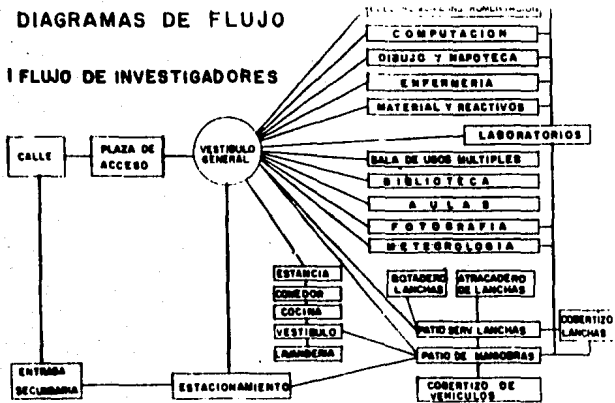 DIAGRAMAS DE FLUJO
I FLUJO DE INVESTIGADORES
COMPUTACION
DIBUJO Y MAPOTECA
ENFERMERIA
MATERIAL Y REACTIVOS
LABORATORIOS
SALA DE USOS MULTIPLES
BIBLIOTECA
AULAS
FOTOGRAFIA
METEGROLOGIA
CALLE
PLAZA DE
ACCESO
VESTIBULO
GENERAL
ESTANCIA
COMEDOR
COCINA
VESTIBULO
LAVANDERIA
BOTADERO
LANCHAS
ATRACADERO
DE LANCHAS
PATIO SERV. LANCHAS
COBERTIZO
LANCHAS
PATIO DE MANIOBRAS
COBERTIZO DE
VEHICULOS
ENTRADA
SECUNDARIA
ESTACIONAMIENTO